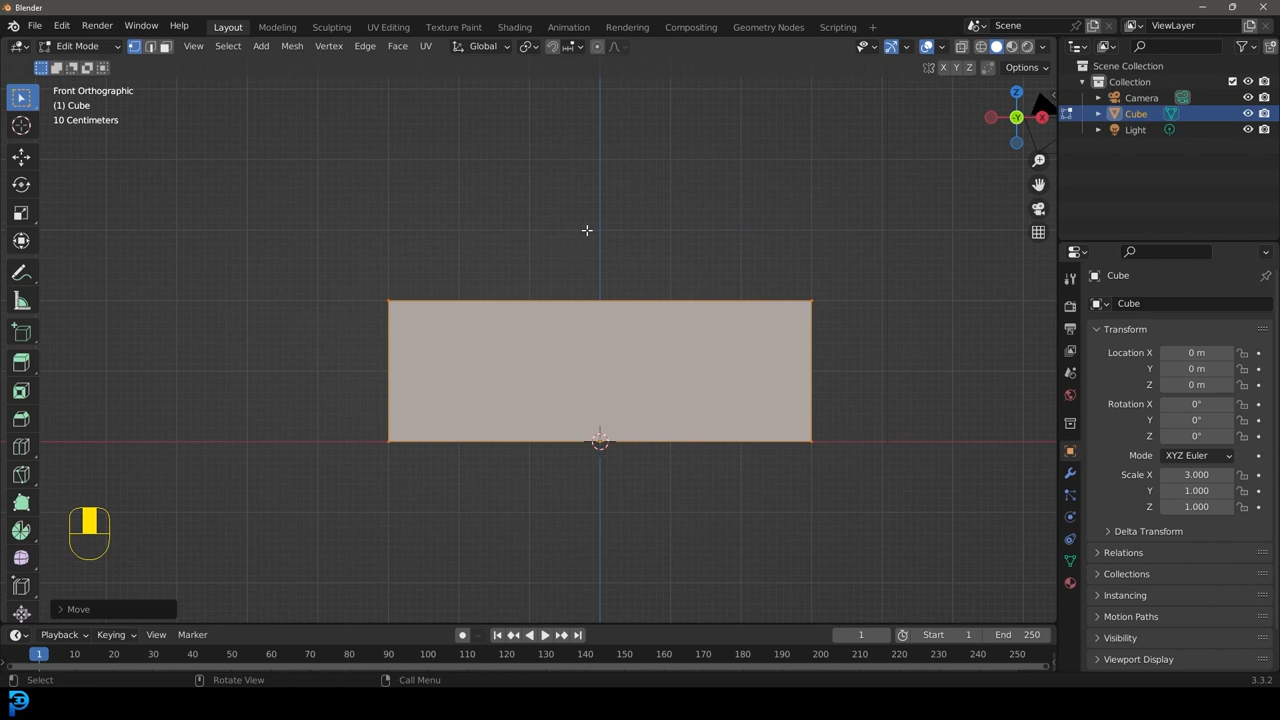 Blender
File Edit Render Window Help Layout Modeling Sculpting UV Editing Texture Paint Shading Animation Rendering Compositing Geometry Nodes Scripting + Scene ViewLayer
Edit Mode View Select Add Mesh Vertex Edge Face UV Global
X Y Z Options
Front Orthographic
(1) Cube
10 Centimeters
Z
-Y
X
Scene Collection
Collection
Camera
Cube
Light
Cube
Cube
Transform
Location X 0 m
Y 0 m
Z 0 m
Rotation X 0°
Y 0°
Z 0°
Mode XYZ Euler
Scale X 3.000
Y 1.000
Z 1.000
Delta Transform
Relations
Collections
Instancing
Motion Paths
Visibility
Viewport Display
Move
Playback Keying View Marker 1 Start 1 End 250
1 10 20 30 40 50 60 70 80 90 100 110 120 130 140 150 160 170 180 190 200 210 220 230 240 250
Select Rotate View Call Menu 3.3.2